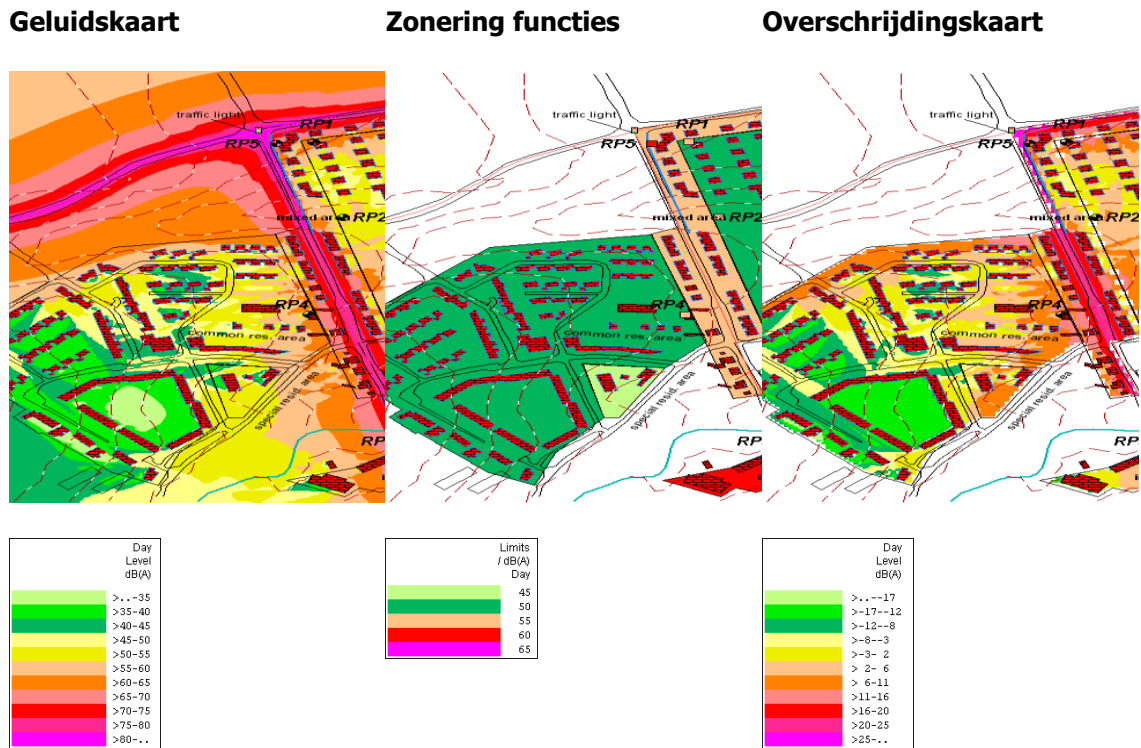 Geluidskaart
Zonering functies
Overschrijdingskaart
traffic light
RP1
RP5
mixed area
RP2
RP4
common res. area
special resid. area
RP
traffic light
RP1
RP5
mixed area
RP2
RP4
common res. area
special resid. area
RP
traffic light
RP1
RP5
mixed area
RP2
RP4
common res. area
special resid. area
RP
Day
Level
dB(A)
>..-35
>35-40
>40-45
>45-50
>50-55
>55-60
>60-65
>65-70
>70-75
>75-80
>80-..
Limits
/ dB(A)
Day
45
50
55
60
65
Day
Level
dB(A)
>..--17
>-17--12
>-12--8
>-8--3
>-3- 2
> 2- 6
> 6-11
>11-16
>16-20
>20-25
>25-..